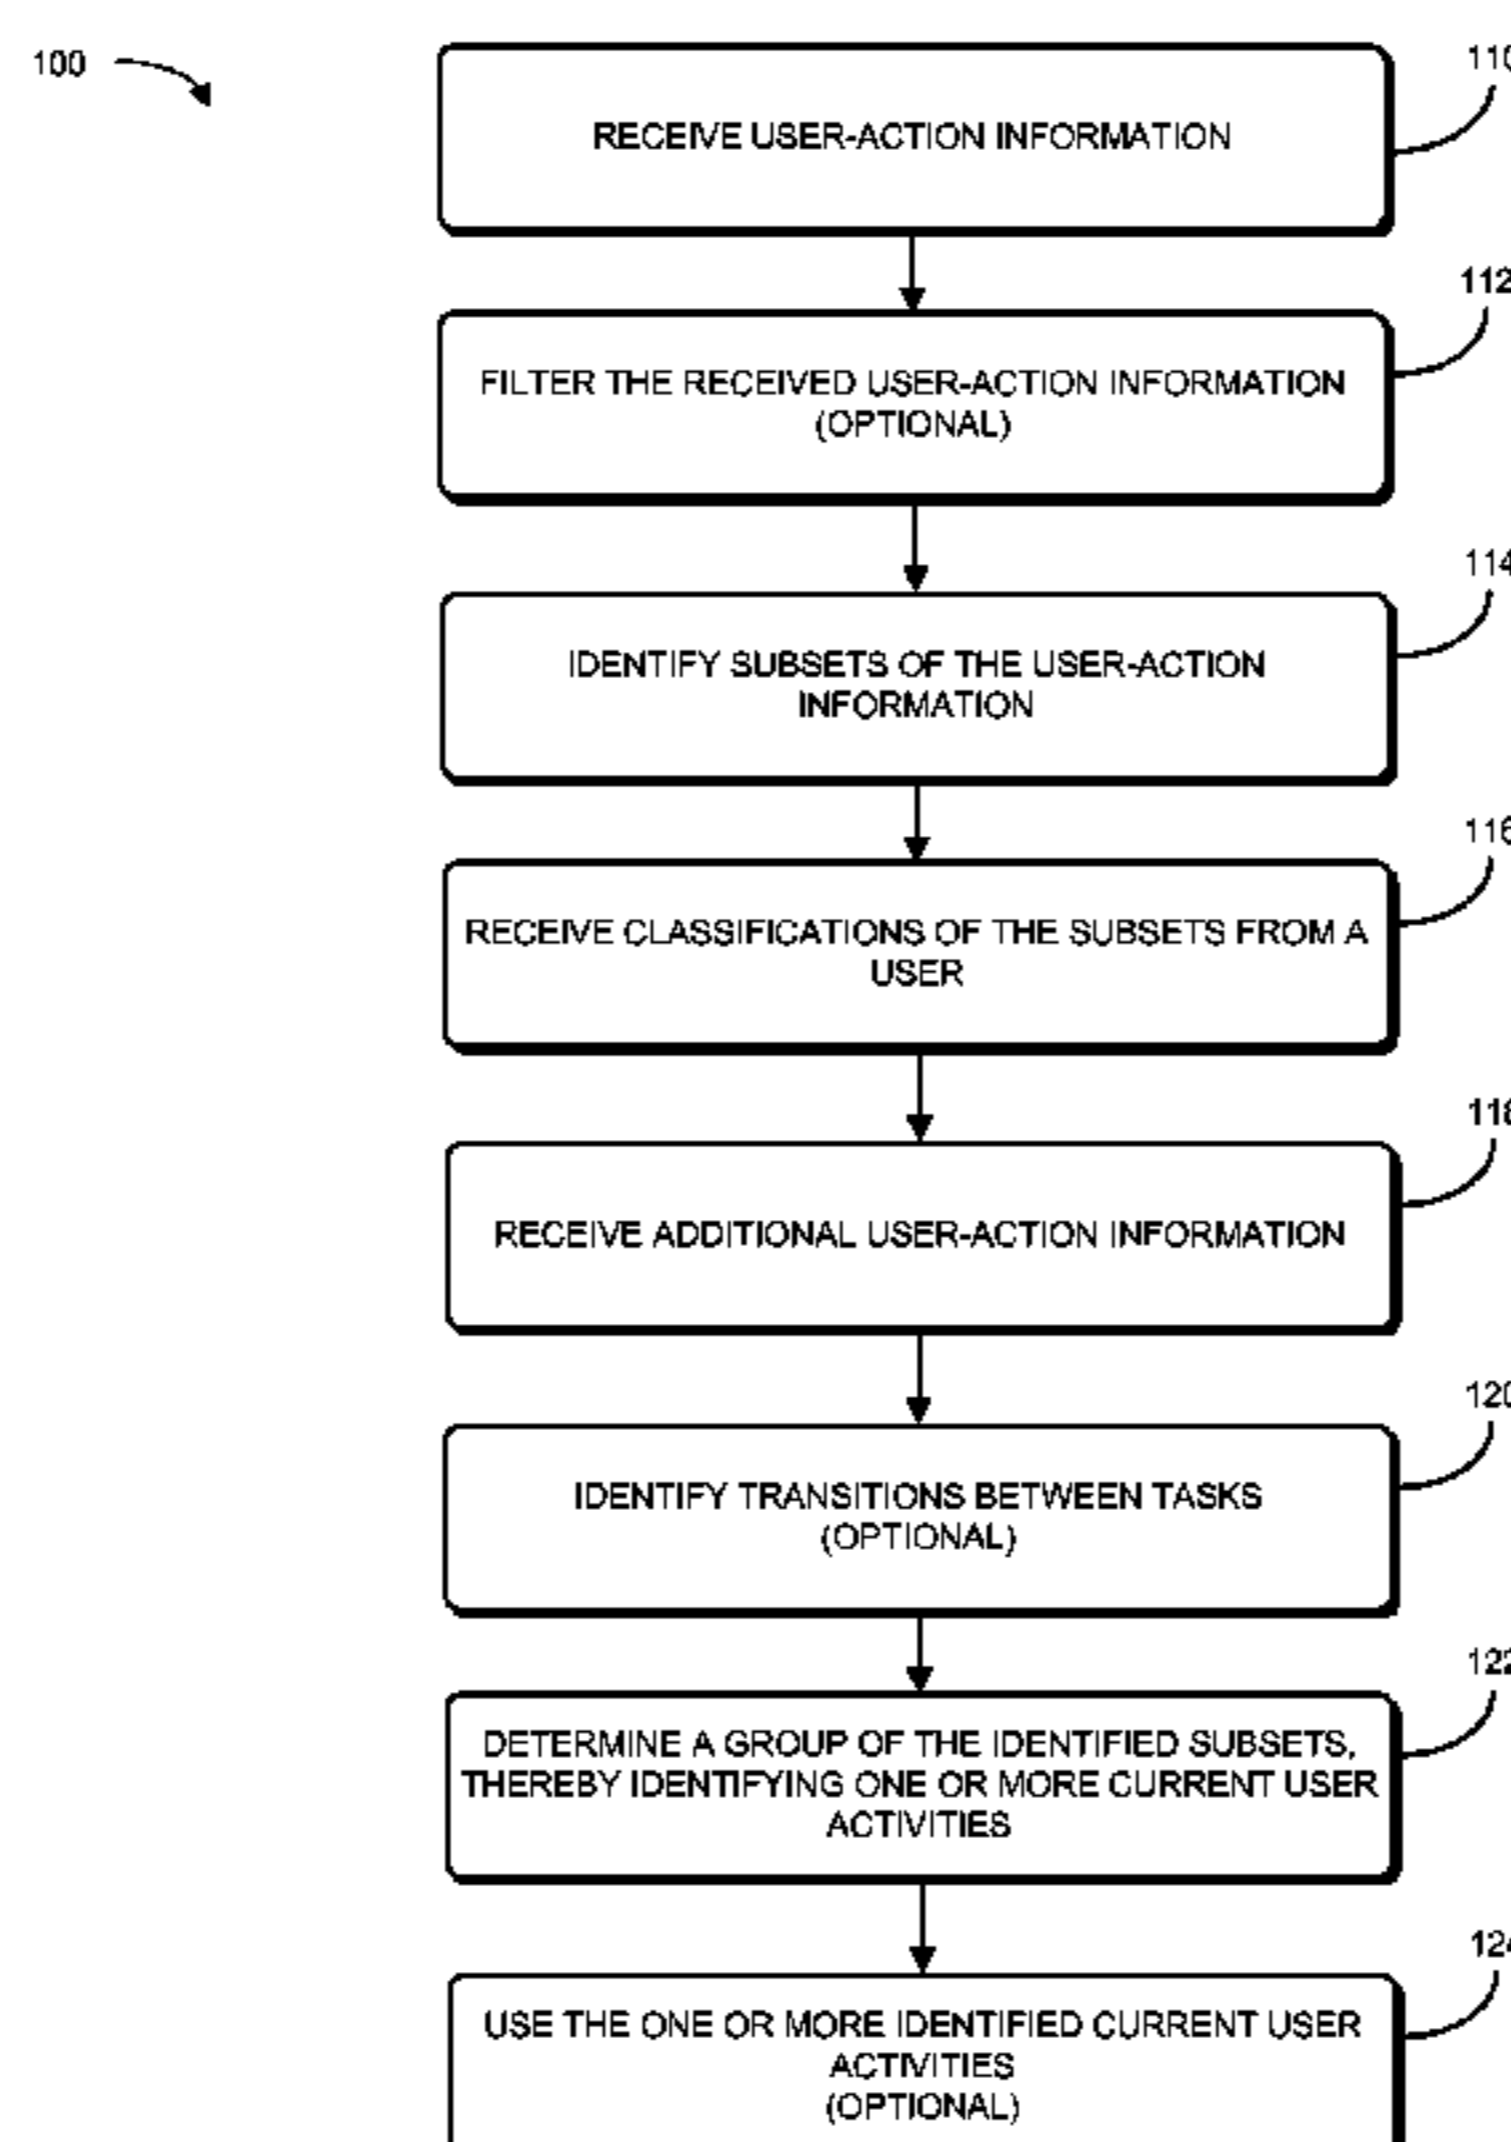 100
110
RECEIVE USER-ACTION INFORMATION
112
FILTER THE RECEIVED USER-ACTION INFORMATION
(OPTIONAL)
114
IDENTIFY SUBSETS OF THE USER-ACTION
INFORMATION
116
RECEIVE CLASSIFICATIONS OF THE SUBSETS FROM A
USER
118
RECEIVE ADDITIONAL USER-ACTION INFORMATION
120
IDENTIFY TRANSITIONS BETWEEN TASKS
(OPTIONAL)
122
DETERMINE A GROUP OF THE IDENTIFIED SUBSETS,
THEREBY IDENTIFYING ONE OR MORE CURRENT USER
ACTIVITIES
124
USE THE ONE OR MORE IDENTIFIED CURRENT USER
ACTIVITIES
(OPTIONAL)